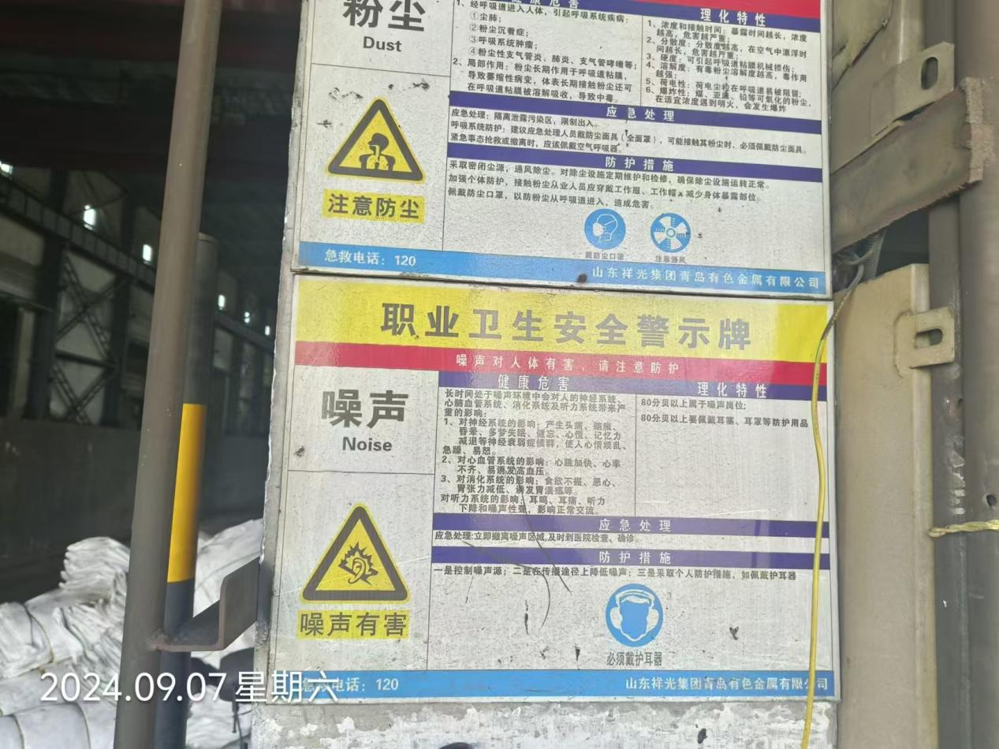 粉尘
Dust
注意防尘
健康危害
1、经呼吸道进入人体，引起呼吸系统疾病：
①尘肺；
②粉尘沉着症；
③呼吸系统肿瘤；
④粉尘性支气管炎、肺炎、支气管哮喘等；
2、局部作用：粉尘长期作用于呼吸道粘膜，
导致萎缩性病变，体表长期接触粉尘还可
在呼吸道粘膜被溶解吸收，导致中毒。
理化特性
1、浓度和接触时间：暴露时间越长，浓度
越高，危害越严重；
2、分散度：分散度越高，在空气中漂浮时
间越长，危害越严重；
3、硬度：可引起呼吸道粘膜机械损伤；
4、溶解度：有毒粉尘溶解度越高，毒作用
越强；
5、荷电性：荷电尘粒在呼吸道易被阻留；
6、爆炸性：煤、亚通、铅等可氧化的粉尘，
在适宜浓度遇到明火，会发生爆炸
应急处理
应急处理：隔离泄露污染区，限制出入。
呼吸系统防护：建议应急处理人员戴防尘面具（全面罩），可能接触其粉尘时，必须佩戴防尘面具。
紧急事态抢救或撤离时，应该佩戴空气呼吸器。
防护措施
采取密闭尘源，通风除尘。对除尘设施定期维护和检修，确保除尘设施运转正常。
加强个体防护，接触粉尘从业人员应穿戴工作服、工作帽，减少身体暴露部位。
佩戴防尘口罩，以防粉尘从呼吸道进入，造成危害。
戴防尘口罩
注意通风
急救电话：120
山东祥光集团青岛有色金属有限公司
职业卫生安全警示牌
噪声对人体有害，请注意防护
噪声
Noise
噪声有害
健康危害
长时间处于噪声环境中会对人的神经系统、
心脑血管系统、消化系统及听力系统带来严
重的影响：
1、对神经系统的影响：产生头痛、脑胀、
昏晕、多梦失眠、健忘、心慌、记忆力
减退等神经衰弱症候群，使人心情烦乱、
急躁、易怒。
2、对心血管系统的影响：心跳加快、心率
不齐、易诱发高血压。
3、对消化系统的影响：食欲不振、恶心、
胃张力减低、诱发胃溃疡等。
对听力系统的影响：耳鸣、耳痛、听力
下降和噪声性聋，影响正常交流。
理化特性
80分贝以上属于噪声岗位；
80分贝以上要佩戴耳塞、耳罩等防护用品
应急处理
应急处理:立即撤离噪声区域,及时到医院检查、确诊。
防护措施
一是控制噪声源；二是在传播途径上降低噪声；三是采取个人防护措施，如佩戴护耳器
必须戴护耳器
急救电话：120
山东祥光集团青岛有色金属有限公司
2024.09.07 星期六